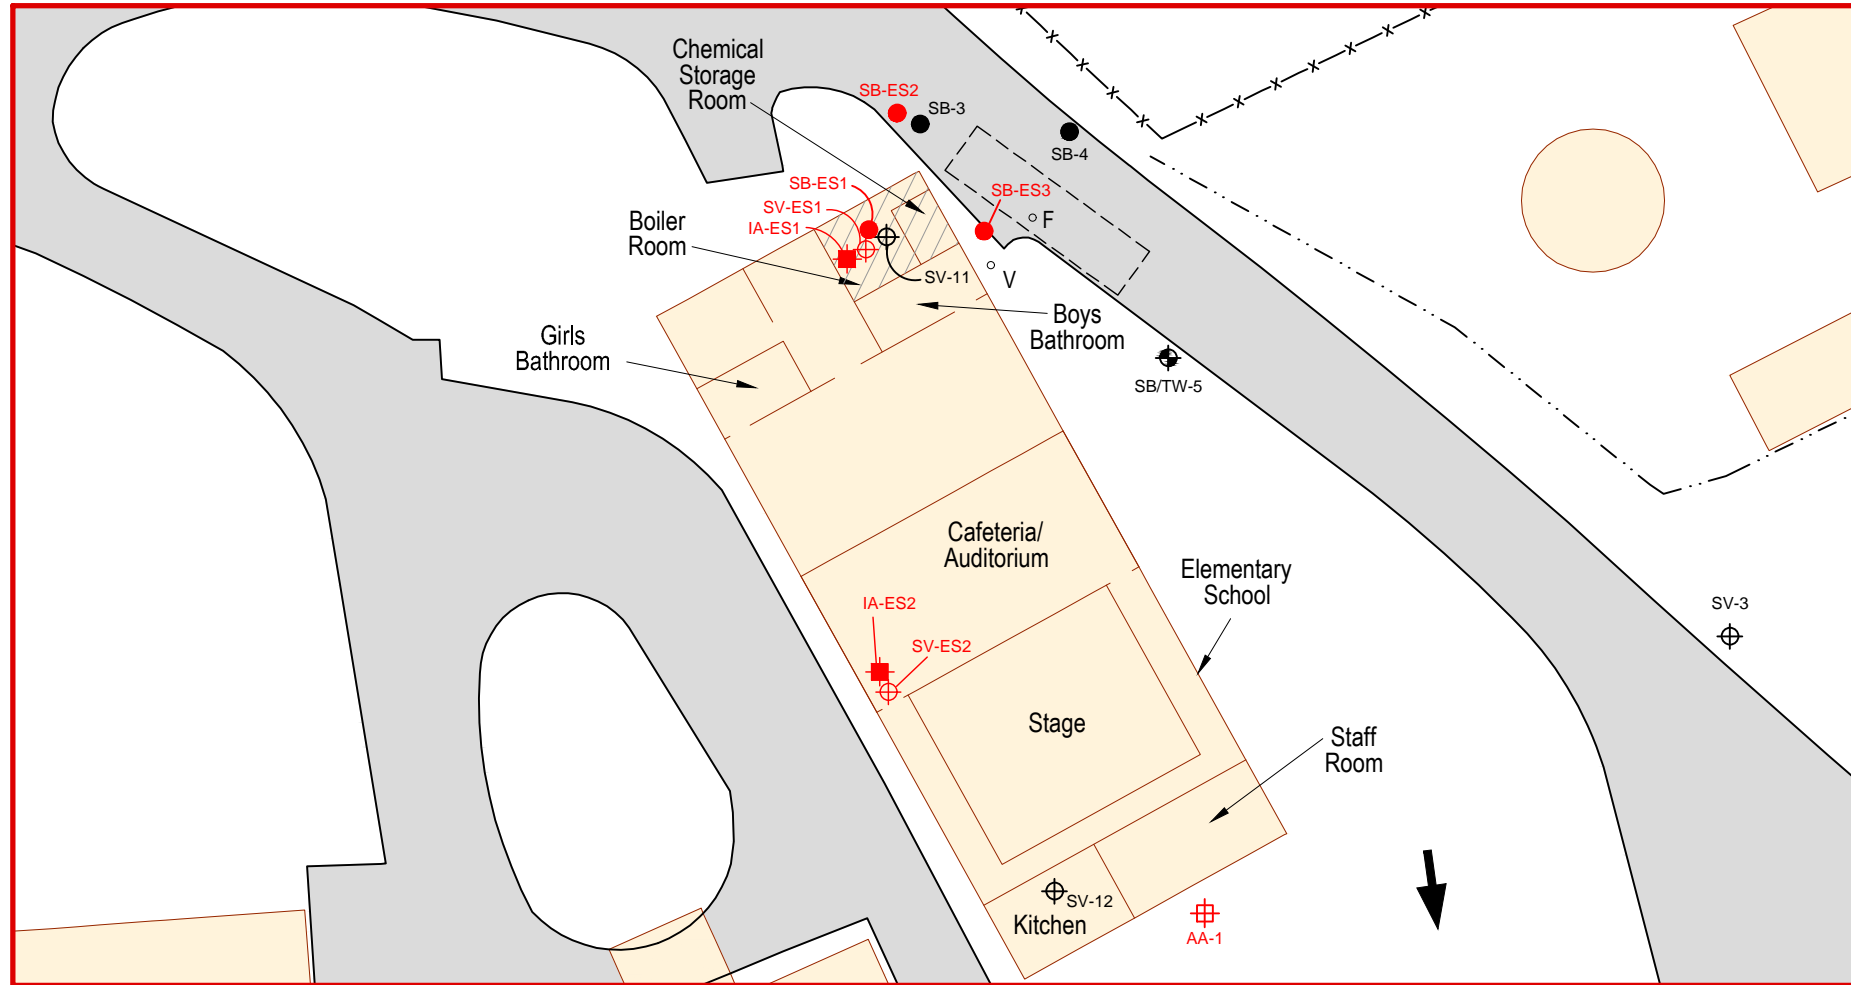 Chemical
Storage
Room
SB-ES2
SB-3
SB-4
SB-ES1
SV-ES1
IA-ES1
SB-ES3
F
Boiler
Room
SV-11
V
Boys
Bathroom
Girls
Bathroom
SB/TW-5
Cafeteria/
Auditorium
Elementary
School
IA-ES2
SV-ES2
SV-3
Stage
Staff
Room
SV-12
Kitchen
AA-1